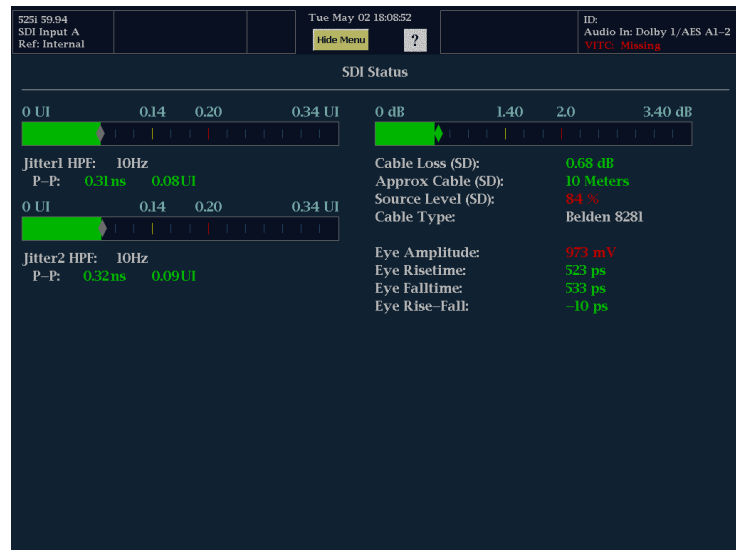 525i 59.94
SDI Input A
Ref: Internal
Tue May 02 18:08:52
Hide Menu
?
ID:
Audio In: Dolby 1/AES A1–2
VITC: Missing
SDI Status
0 UI 0.14 0.20 0.34 UI
Jitter1 HPF: 10Hz
P–P: 0.31ns 0.08UI
0 UI 0.14 0.20 0.34 UI
Jitter2 HPF: 10Hz
P–P: 0.32ns 0.09UI
0 dB 1.40 2.0 3.40 dB
Cable Loss (SD): 0.68 dB
Approx Cable (SD): 10 Meters
Source Level (SD): 84 %
Cable Type: Belden 8281
Eye Amplitude: 973 mV
Eye Risetime: 523 ps
Eye Falltime: 533 ps
Eye Rise–Fall: –10 ps